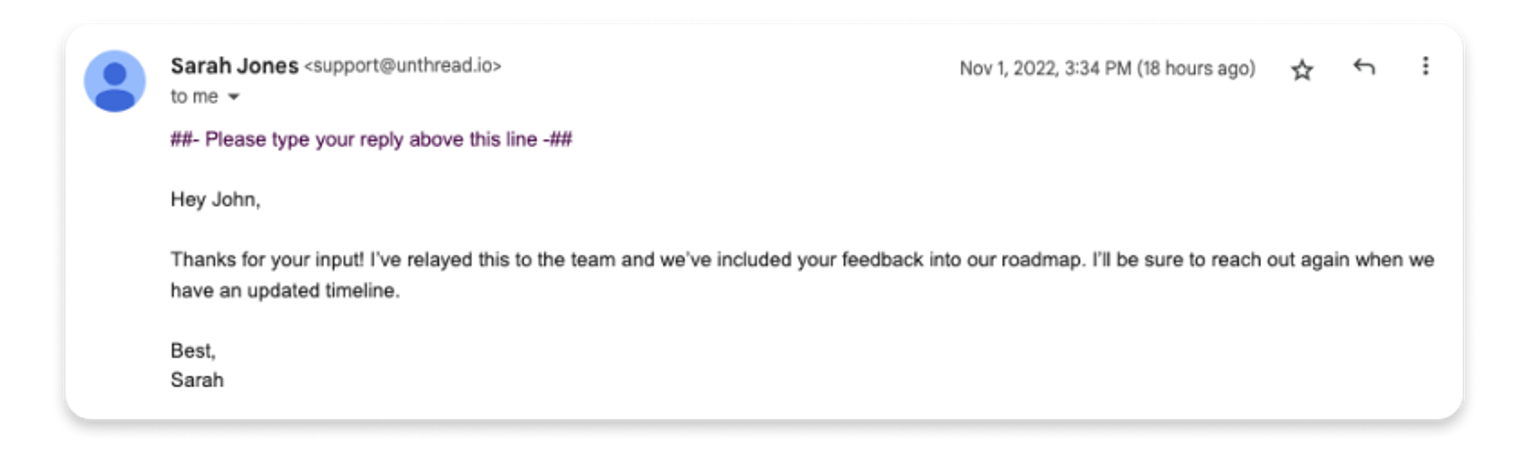 Sarah Jones <support@unthread.io>
Nov 1, 2022, 3:34 PM (18 hours ago)
to me
##- Please type your reply above this line -##
Hey John,
Thanks for your input! I’ve relayed this to the team and we’ve included your feedback into our roadmap. I’ll be sure to reach out again when we
have an updated timeline.
Best,
Sarah